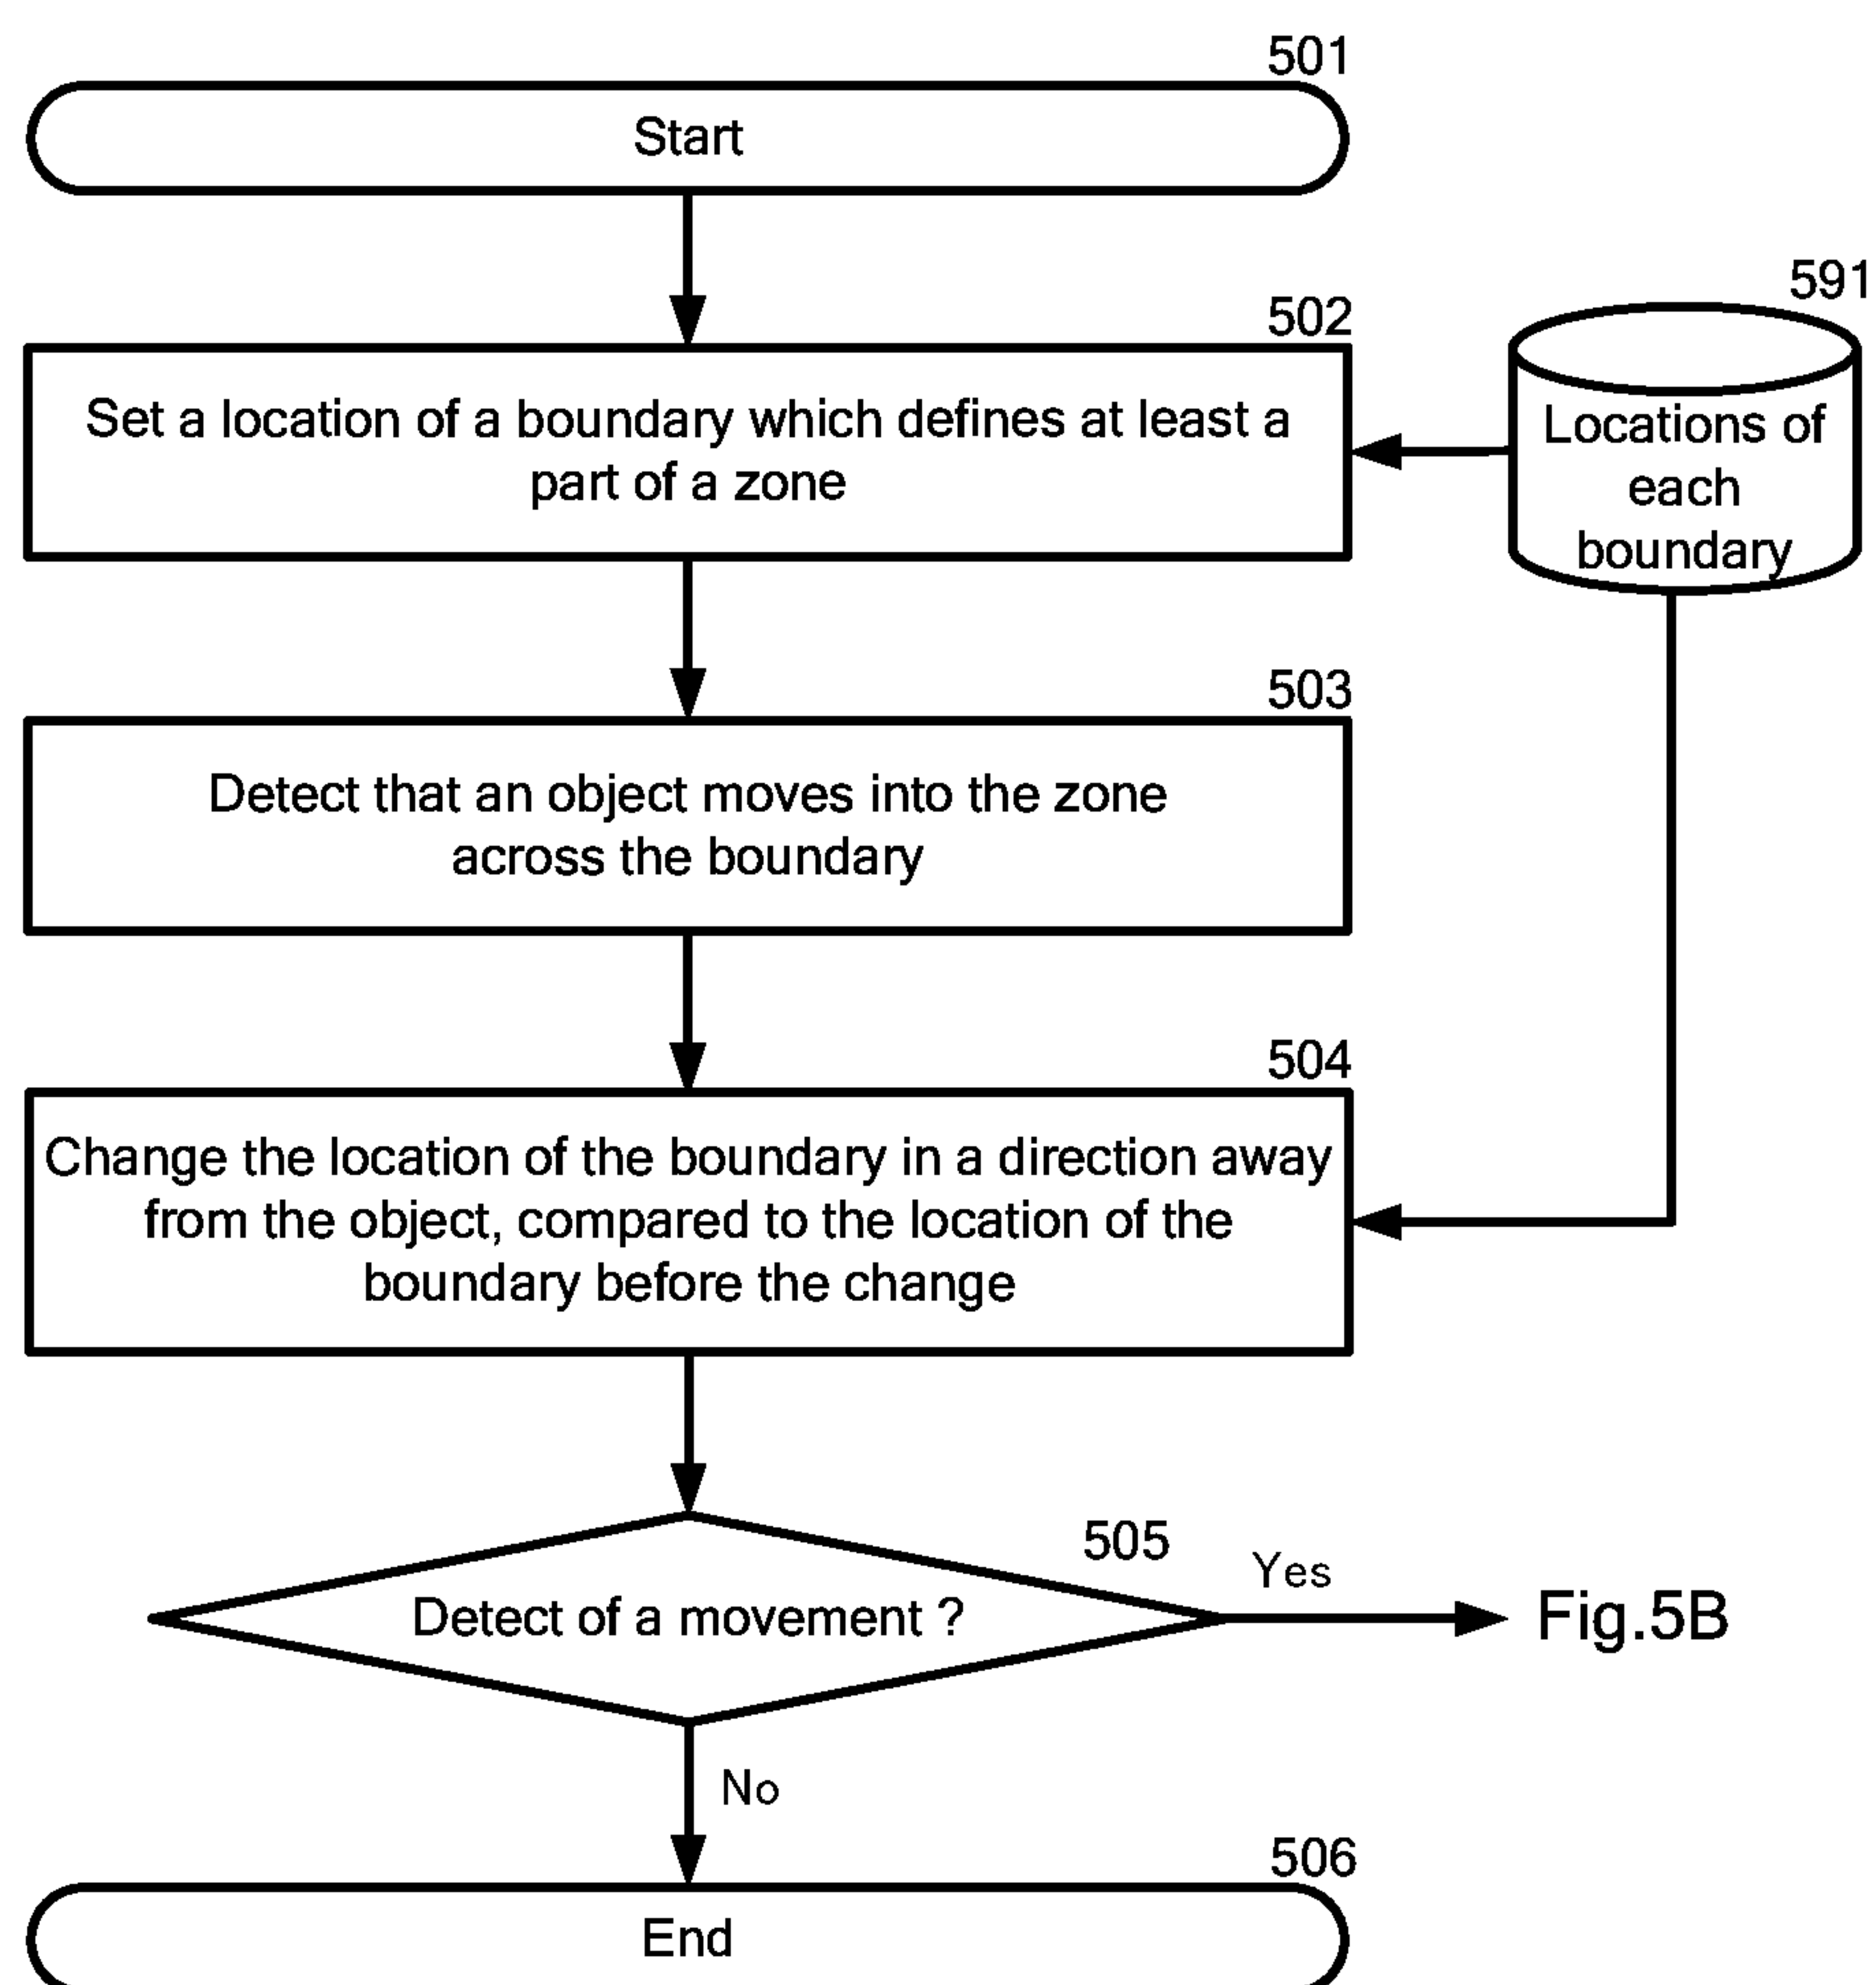 501
Start
502
Set a location of a boundary which defines at least a
part of a zone
591
Locations of
each
boundary
503
Detect that an object moves into the zone
across the boundary
504
Change the location of the boundary in a direction away
from the object, compared to the location of the
boundary before the change
505
Detect of a movement ?
Yes
Fig.5B
No
506
End